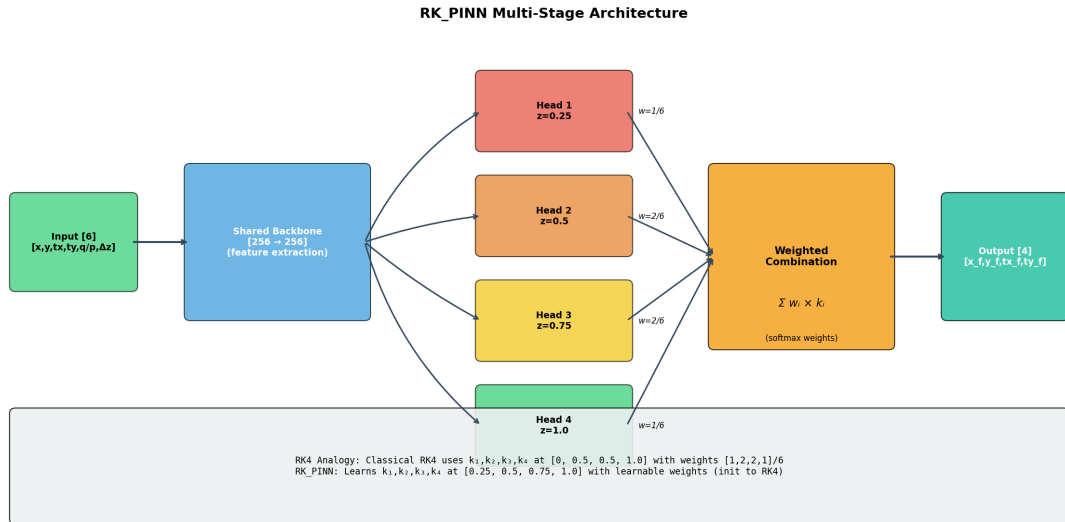 RK_PINN Multi-Stage Architecture
Input [6]
[x,y,tx,ty,q/p,Δz]
Shared Backbone
[256 → 256]
(feature extraction)
Head 1
z=0.25
w=1/6
Head 2
z=0.5
w=2/6
Head 3
z=0.75
w=2/6
Head 4
z=1.0
w=1/6
Weighted
Combination
Σ wᵢ × kᵢ
(softmax weights)
Output [4]
[x_f,y_f,tx_f,ty_f]
RK4 Analogy: Classical RK4 uses k₁,k₂,k₃,k₄ at [0, 0.5, 0.5, 1.0] with weights [1,2,2,1]/6
RK_PINN: Learns k₁,k₂,k₃,k₄ at [0.25, 0.5, 0.75, 1.0] with learnable weights (init to RK4)